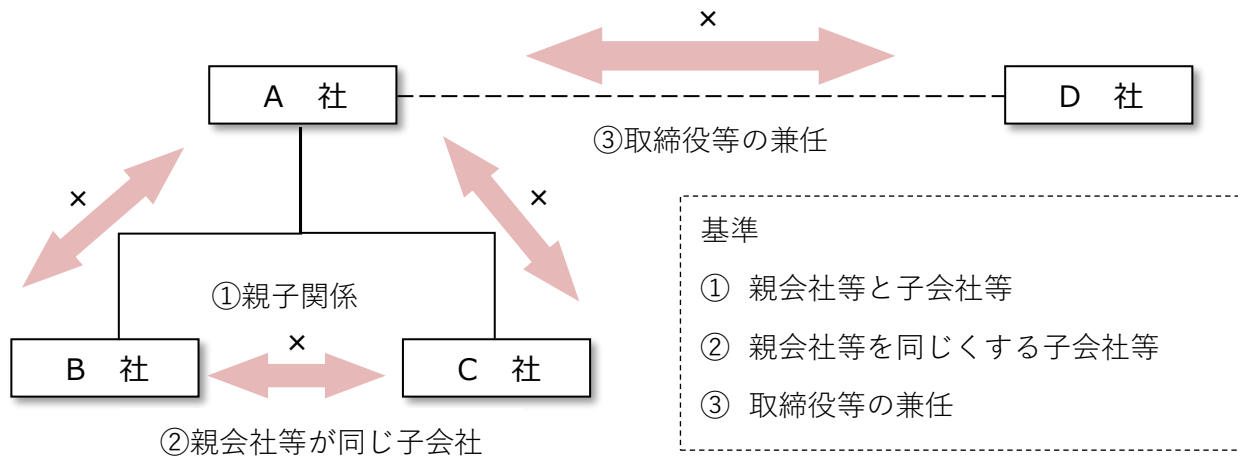 ×
A 社
D 社
③取締役等の兼任
×
×
基準
① 親会社等と子会社等
② 親会社等を同じくする子会社等
③ 取締役等の兼任
①親子関係
×
B 社
C 社
②親会社等が同じ子会社